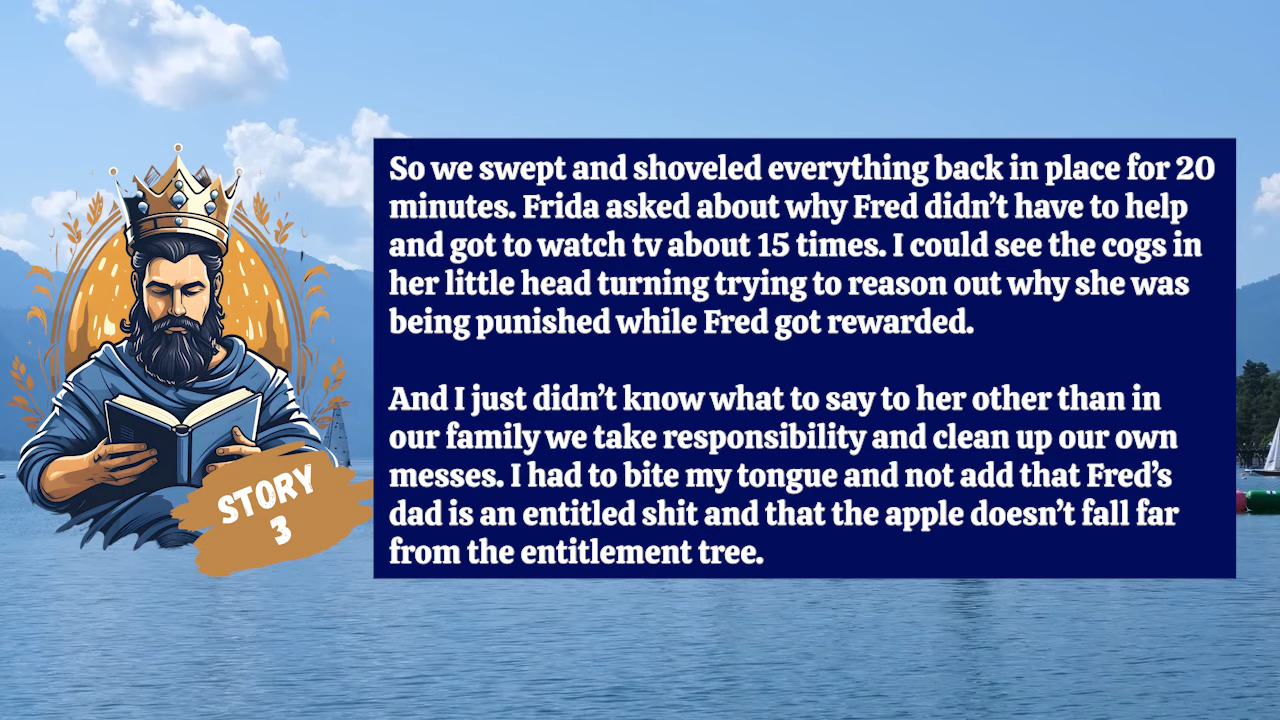 So we swept and shoveled everything back in place for 20
minutes. Frida asked about why Fred didn’t have to help
and got to watch tv about 15 times. I could see the cogs in
her little head turning trying to reason out why she was
being punished while Fred got rewarded.
And I just didn’t know what to say to her other than in
our family we take responsibility and clean up our own
messes. I had to bite my tongue and not add that Fred’s
dad is an entitled shit and that the apple doesn’t fall far
from the entitlement tree.
STORY
3